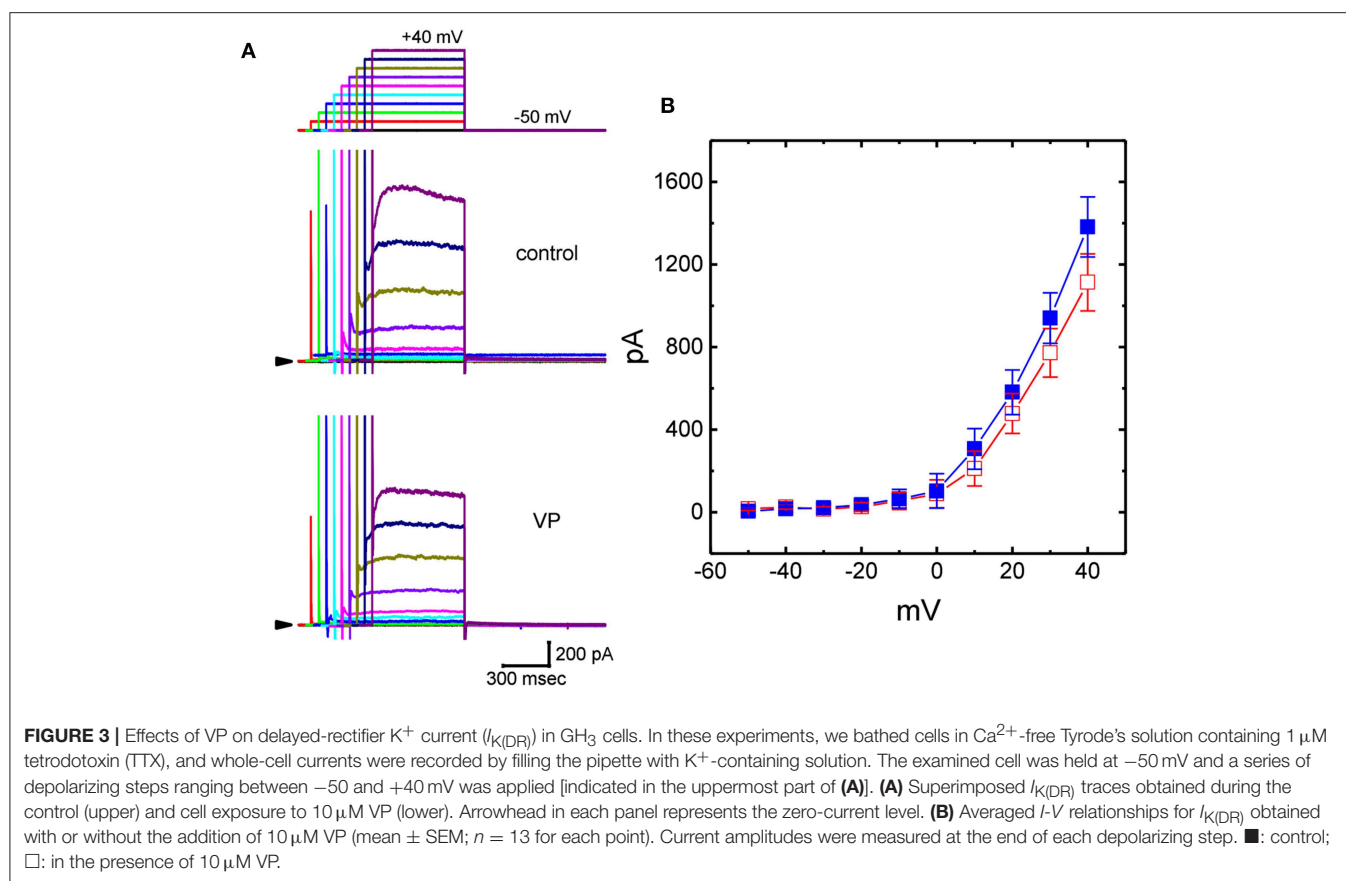 A
+40 mV
-50 mV
control
VP
200 pA
300 msec
B
1600
1200
800
400
0
pA
-60 -40 -20 0 20 40
mV
FIGURE 3 | Effects of VP on delayed-rectifier K⁺ current (I_K(DR)) in GH₃ cells. In these experiments, we bathed cells in Ca²⁺-free Tyrode's solution containing 1 μM
tetrodotoxin (TTX), and whole-cell currents were recorded by filling the pipette with K⁺-containing solution. The examined cell was held at −50 mV and a series of
depolarizing steps ranging between −50 and +40 mV was applied [indicated in the uppermost part of (A)]. (A) Superimposed I_K(DR) traces obtained during the
control (upper) and cell exposure to 10 μM VP (lower). Arrowhead in each panel represents the zero-current level. (B) Averaged I-V relationships for I_K(DR) obtained
with or without the addition of 10 μM VP (mean ± SEM; n = 13 for each point). Current amplitudes were measured at the end of each depolarizing step. ■: control;
□: in the presence of 10 μM VP.